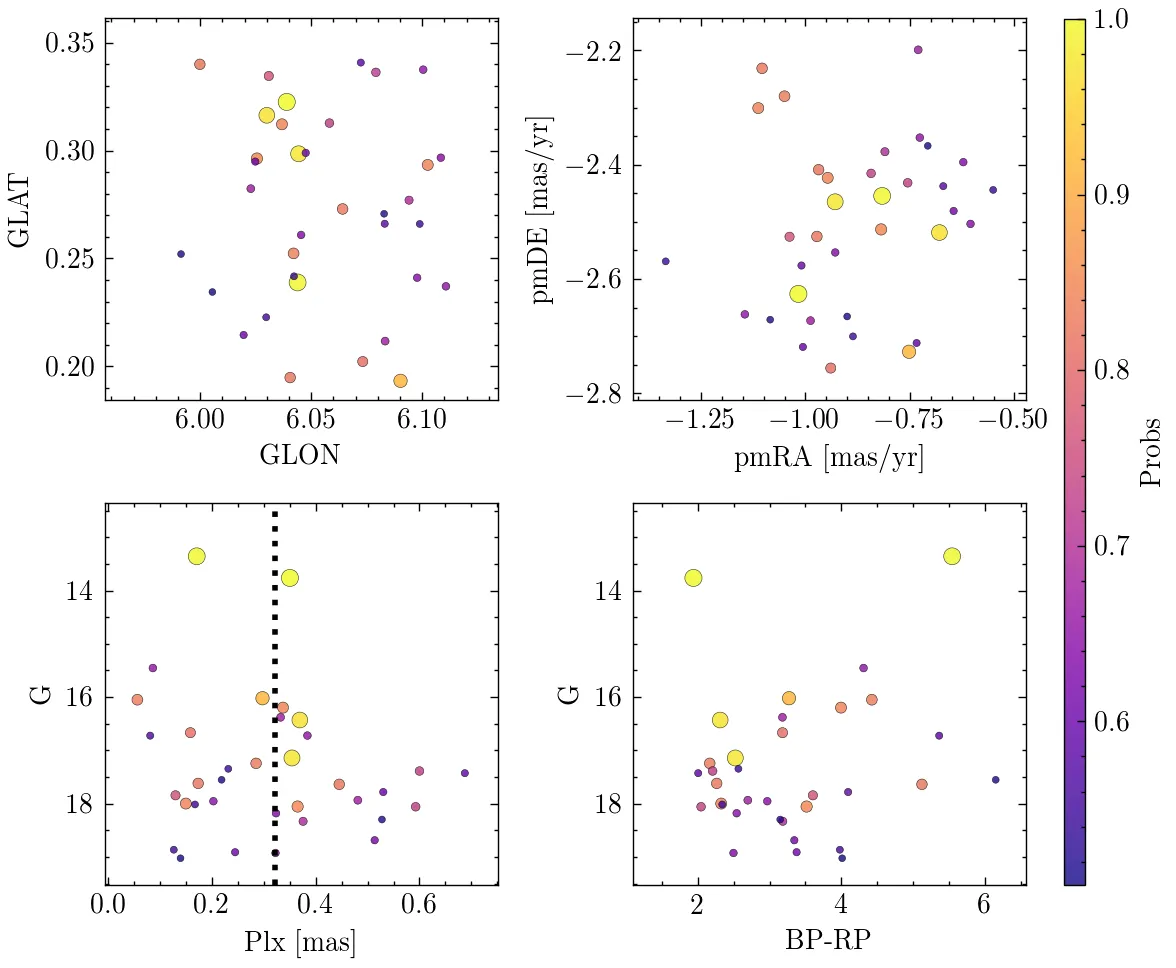 0.35
0.30
0.25
0.20
GLAT
6.00 6.05 6.10
GLON
−2.2
−2.4
−2.6
−2.8
pmDE [mas/yr]
−1.25 −1.00 −0.75 −0.50
pmRA [mas/yr]
14
16
18
G
0.0 0.2 0.4 0.6
Plx [mas]
14
16
18
G
2 4 6
BP-RP
1.0
0.9
0.8
0.7
0.6
Probs